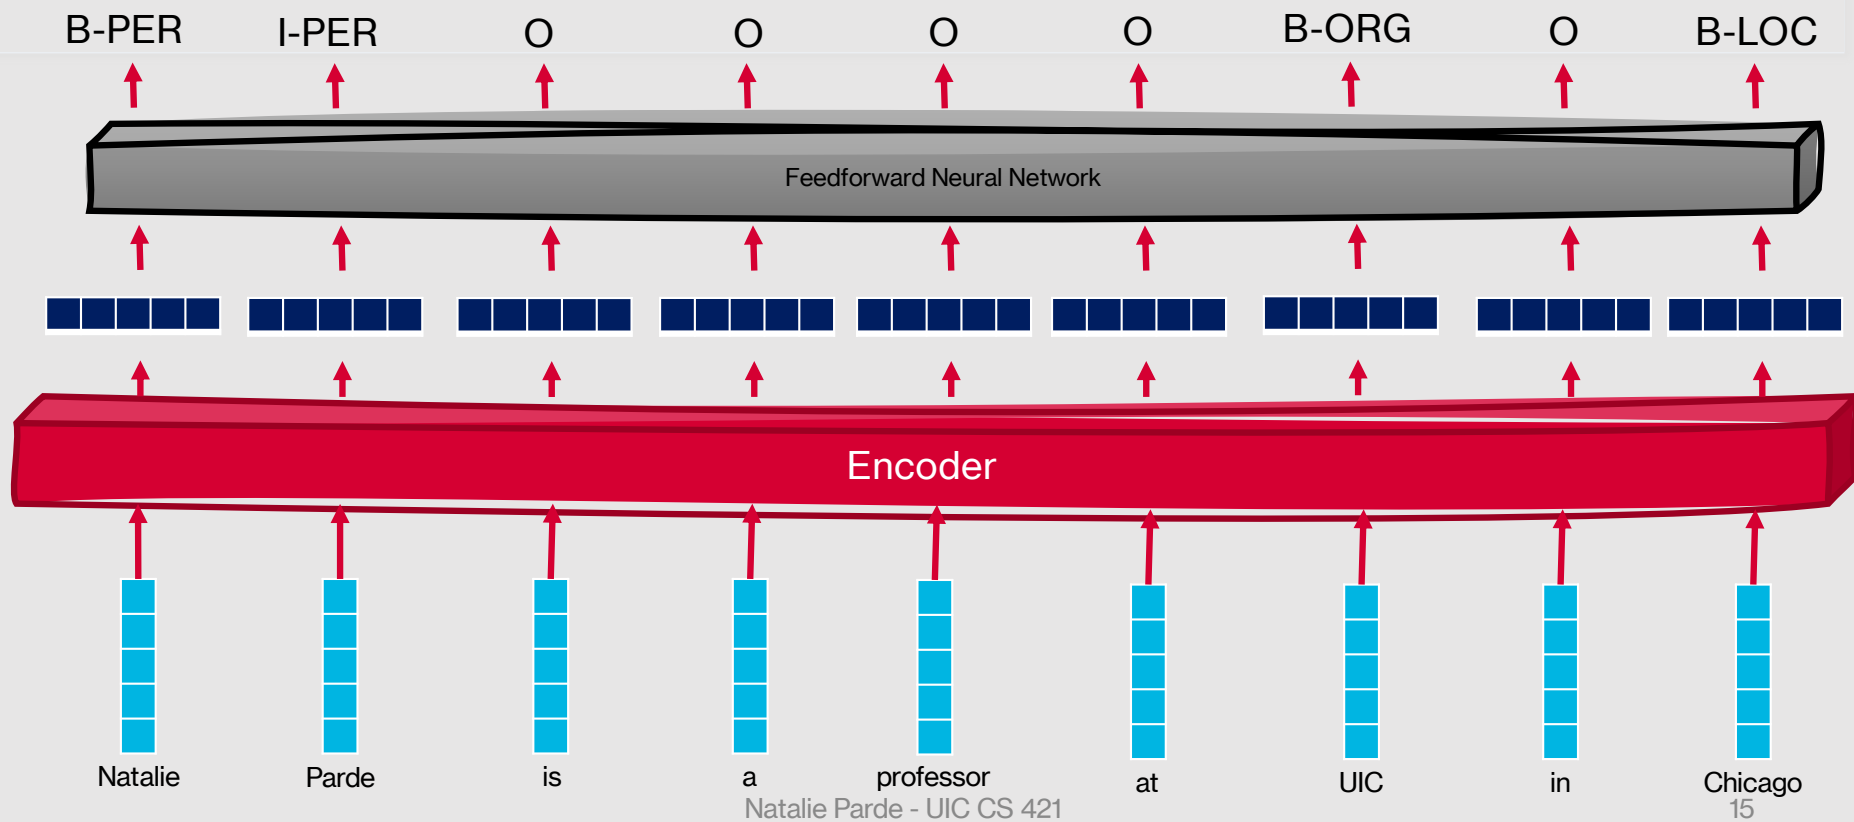 B-PER I-PER O O O O B-ORG O B-LOC
Feedforward Neural Network
Encoder
Natalie Parde is a professor at UIC in Chicago
Natalie Parde - UIC CS 421 15